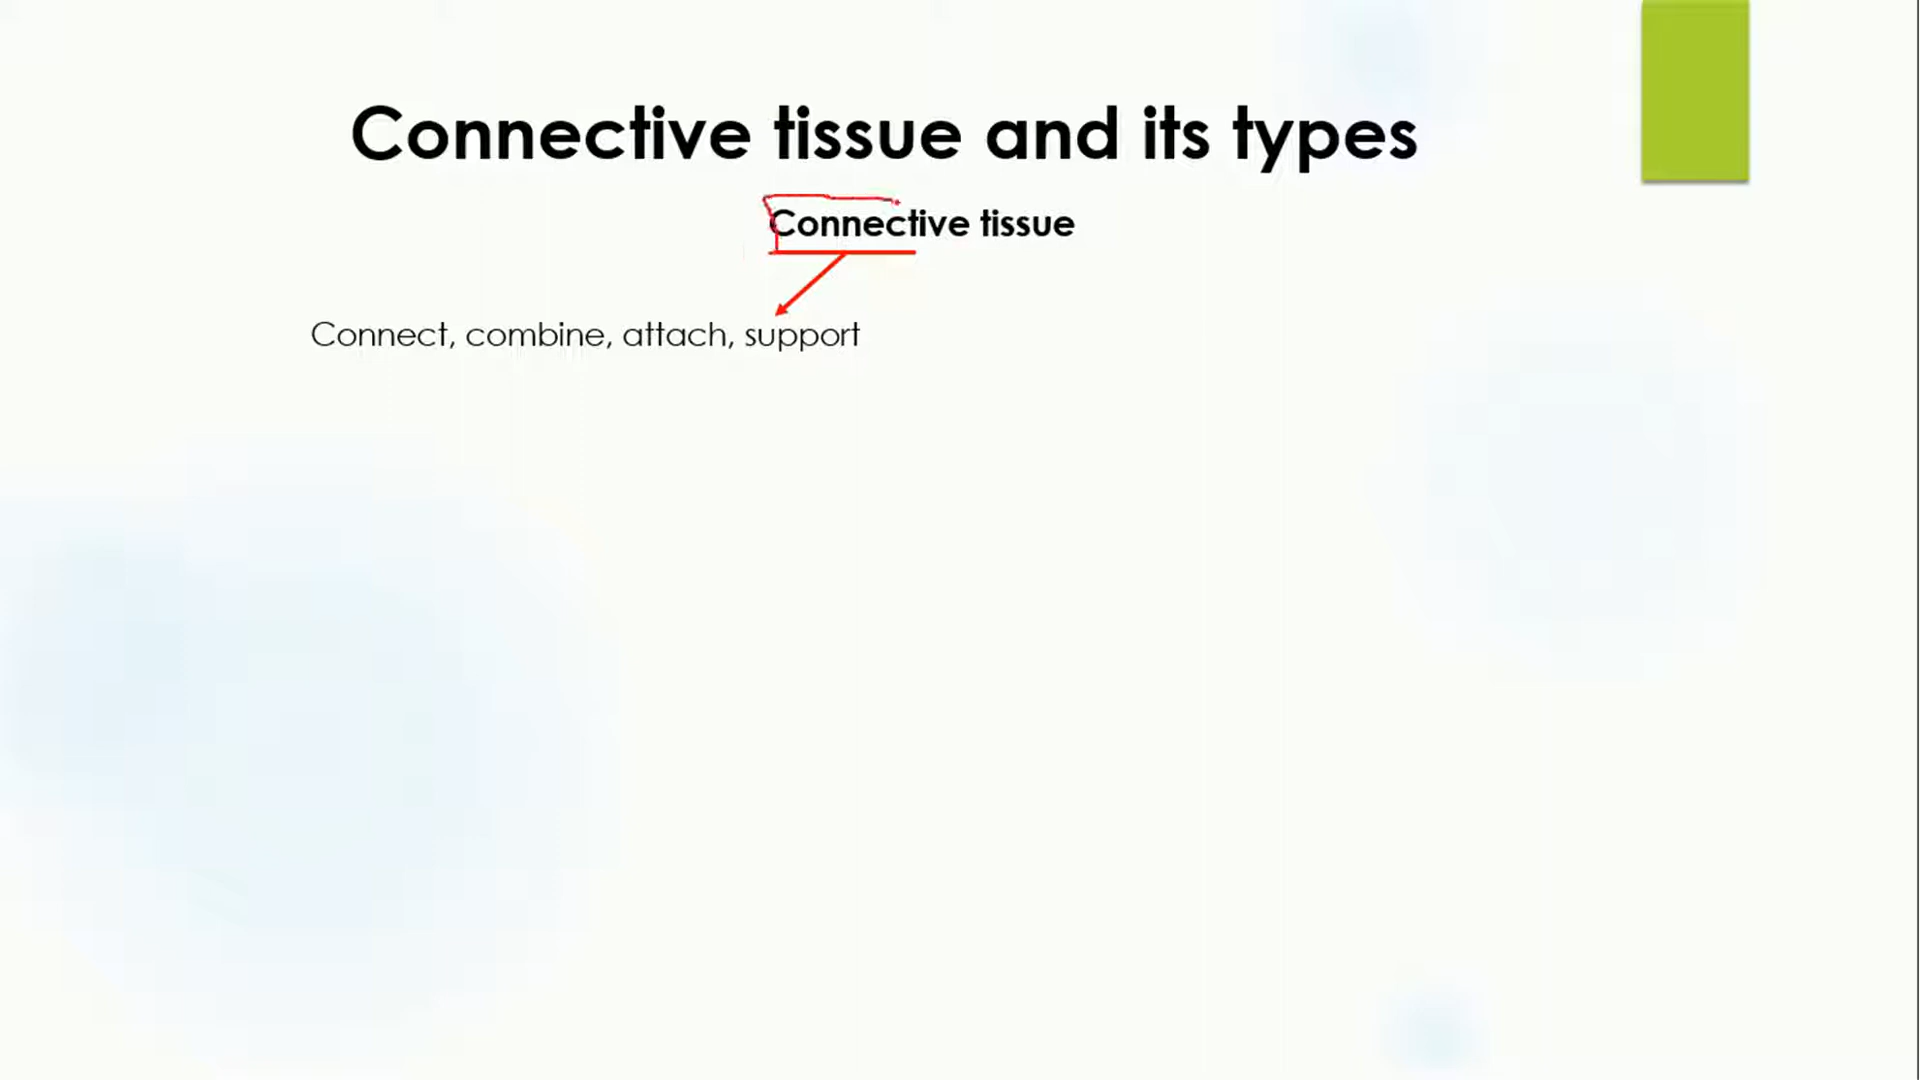 Connective tissue and its types
Connective tissue
Connect, combine, attach, support